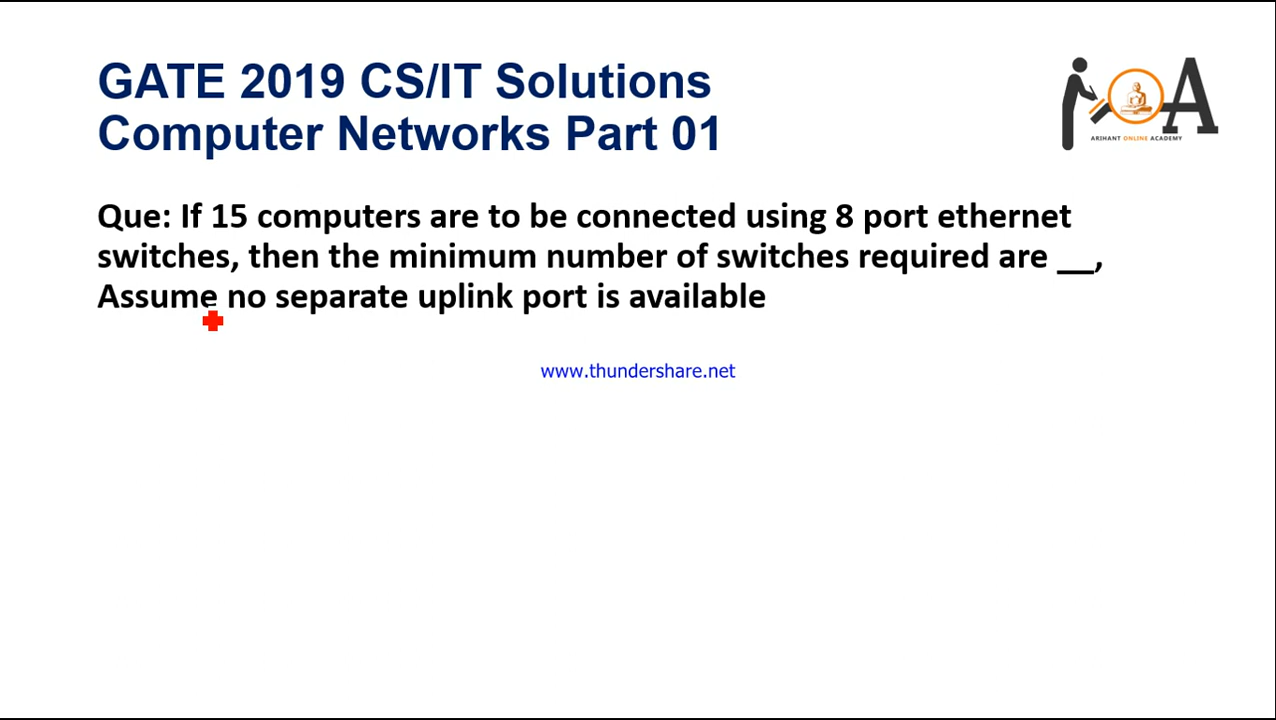 GATE 2019 CS/IT Solutions
Computer Networks Part 01
ARIHANT ONLINE ACADEMY
Que: If 15 computers are to be connected using 8 port ethernet
switches, then the minimum number of switches required are __,
Assume no separate uplink port is available
www.thundershare.net